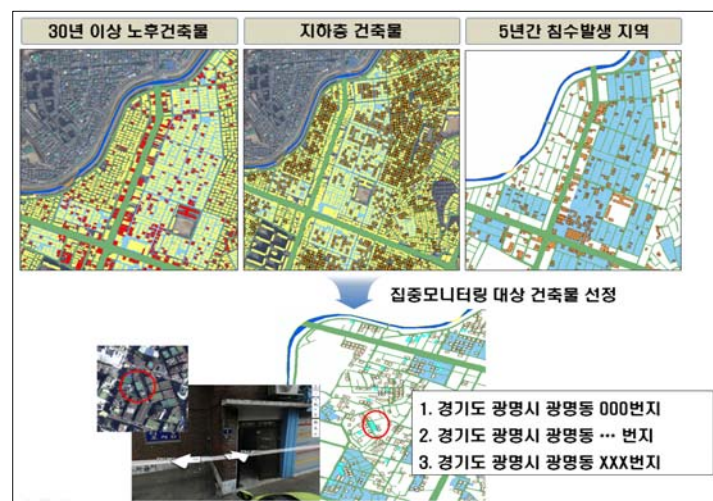 30년 이상 노후건축물
지하층 건축물
5년간 침수발생 지역
집중모니터링 대상 건축물 선정
1. 경기도 광명시 광명동 000번지
2. 경기도 광명시 광명동 ··· 번지
3. 경기도 광명시 광명동 XXX번지